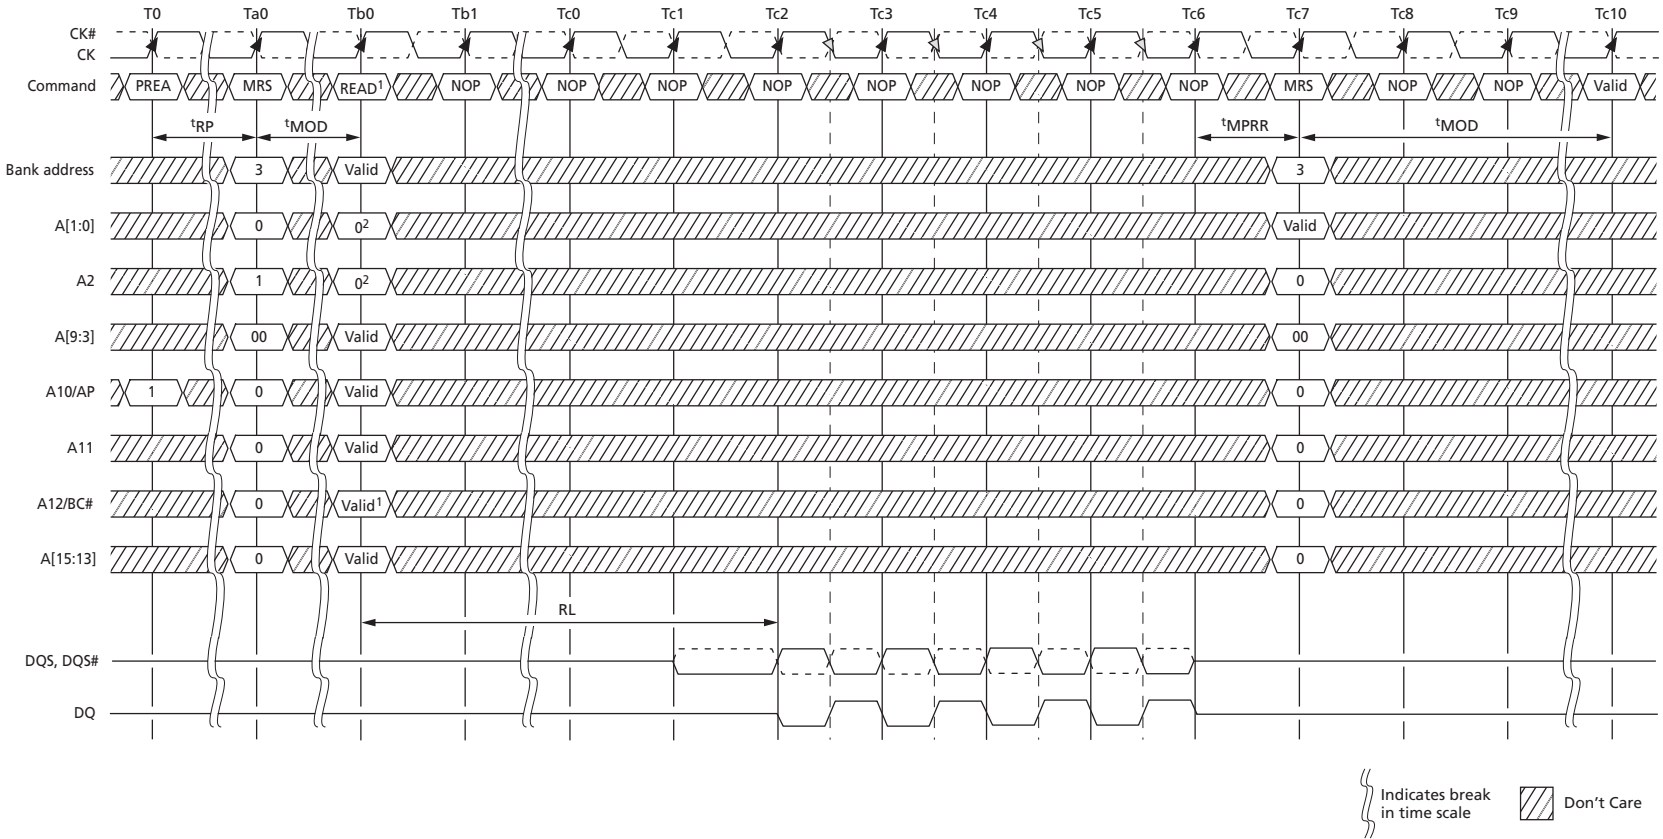 T0 Ta0 Tb0 Tb1 Tc0 Tc1 Tc2 Tc3 Tc4 Tc5 Tc6 Tc7 Tc8 Tc9 Tc10
CK#
CK
Command PREA MRS READ1 NOP NOP NOP NOP NOP NOP NOP NOP MRS NOP NOP Valid
tRP tMOD tMPRR tMOD
Bank address 3 Valid 3
A[1:0] 0 02 Valid
A2 1 02 0
A[9:3] 00 Valid 00
A10/AP 1 0 Valid 0
A11 0 Valid 0
A12/BC# 0 Valid1 0
A[15:13] 0 Valid 0
RL
DQS, DQS#
DQ
Indicates break
in time scale
Don't Care